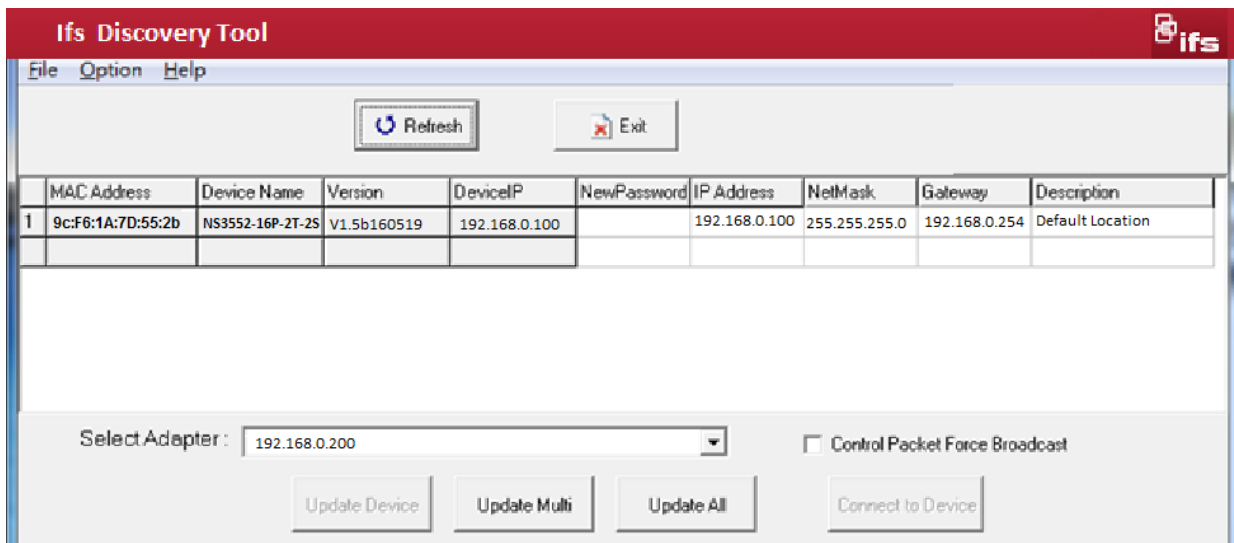 Ifs Discovery Tool
ifs
File Option Help
Refresh Exit
MAC Address Device Name Version DeviceIP NewPassword IP Address NetMask Gateway Description
1 9c:F6:1A:7D:55:2b NS3552-16P-2T-2S V1.5b160519 192.168.0.100 192.168.0.100 255.255.255.0 192.168.0.254 Default Location
Select Adapter : 192.168.0.200 Control Packet Force Broadcast
Update Device Update Multi Update All Connect to Device